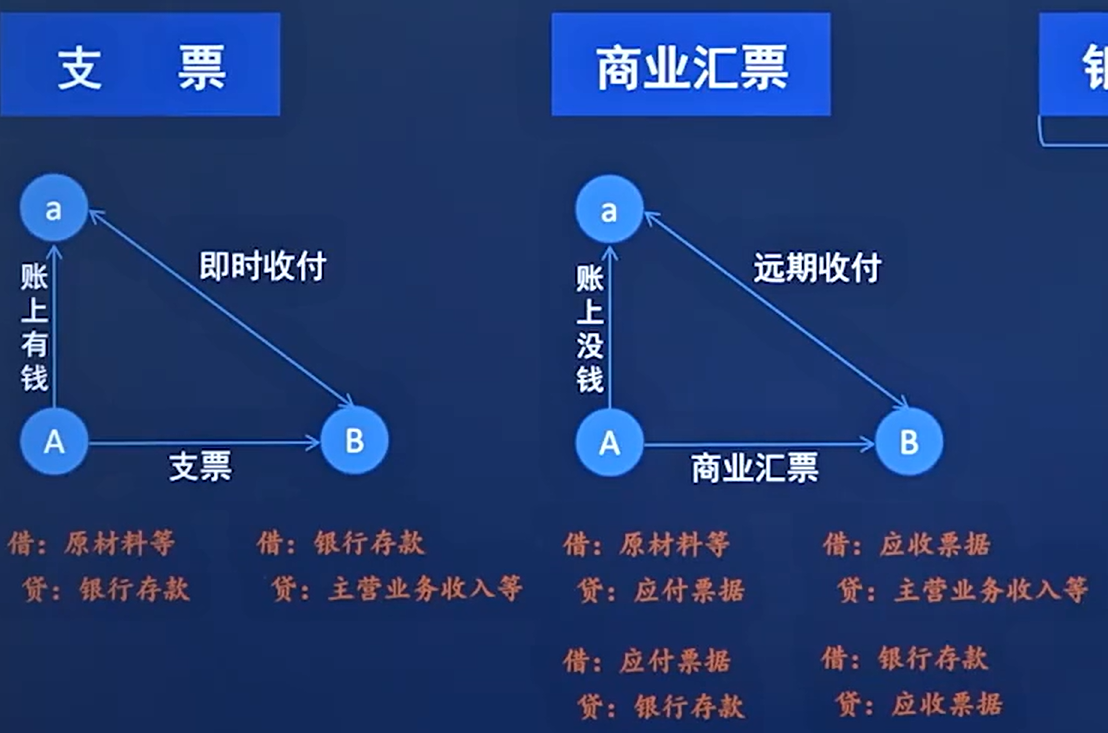 支 票
a
账上有钱
即时收付
A
B
支票
借：原材料等
贷：银行存款
借：银行存款
贷：主营业务收入等
商业汇票
a
账上没钱
远期收付
A
B
商业汇票
借：原材料等
贷：应付票据
借：应收票据
贷：主营业务收入等
借：应付票据
贷：银行存款
借：银行存款
贷：应收票据